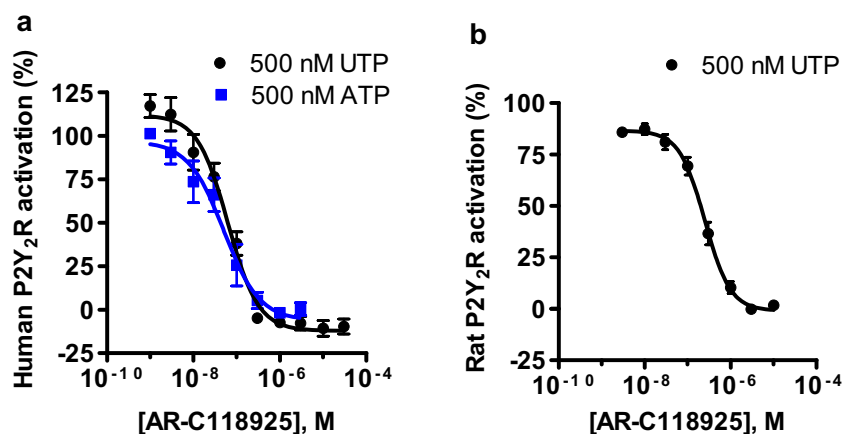 a
500 nM UTP
500 nM ATP
Human P2Y₂R activation (%)
125
100
75
50
25
0
-25
10⁻¹⁰
10⁻⁸
10⁻⁶
10⁻⁴
[AR-C118925], M
b
500 nM UTP
Rat P2Y₂R activation (%)
100
75
50
25
0
-25
10⁻¹⁰
10⁻⁸
10⁻⁶
10⁻⁴
[AR-C118925], M